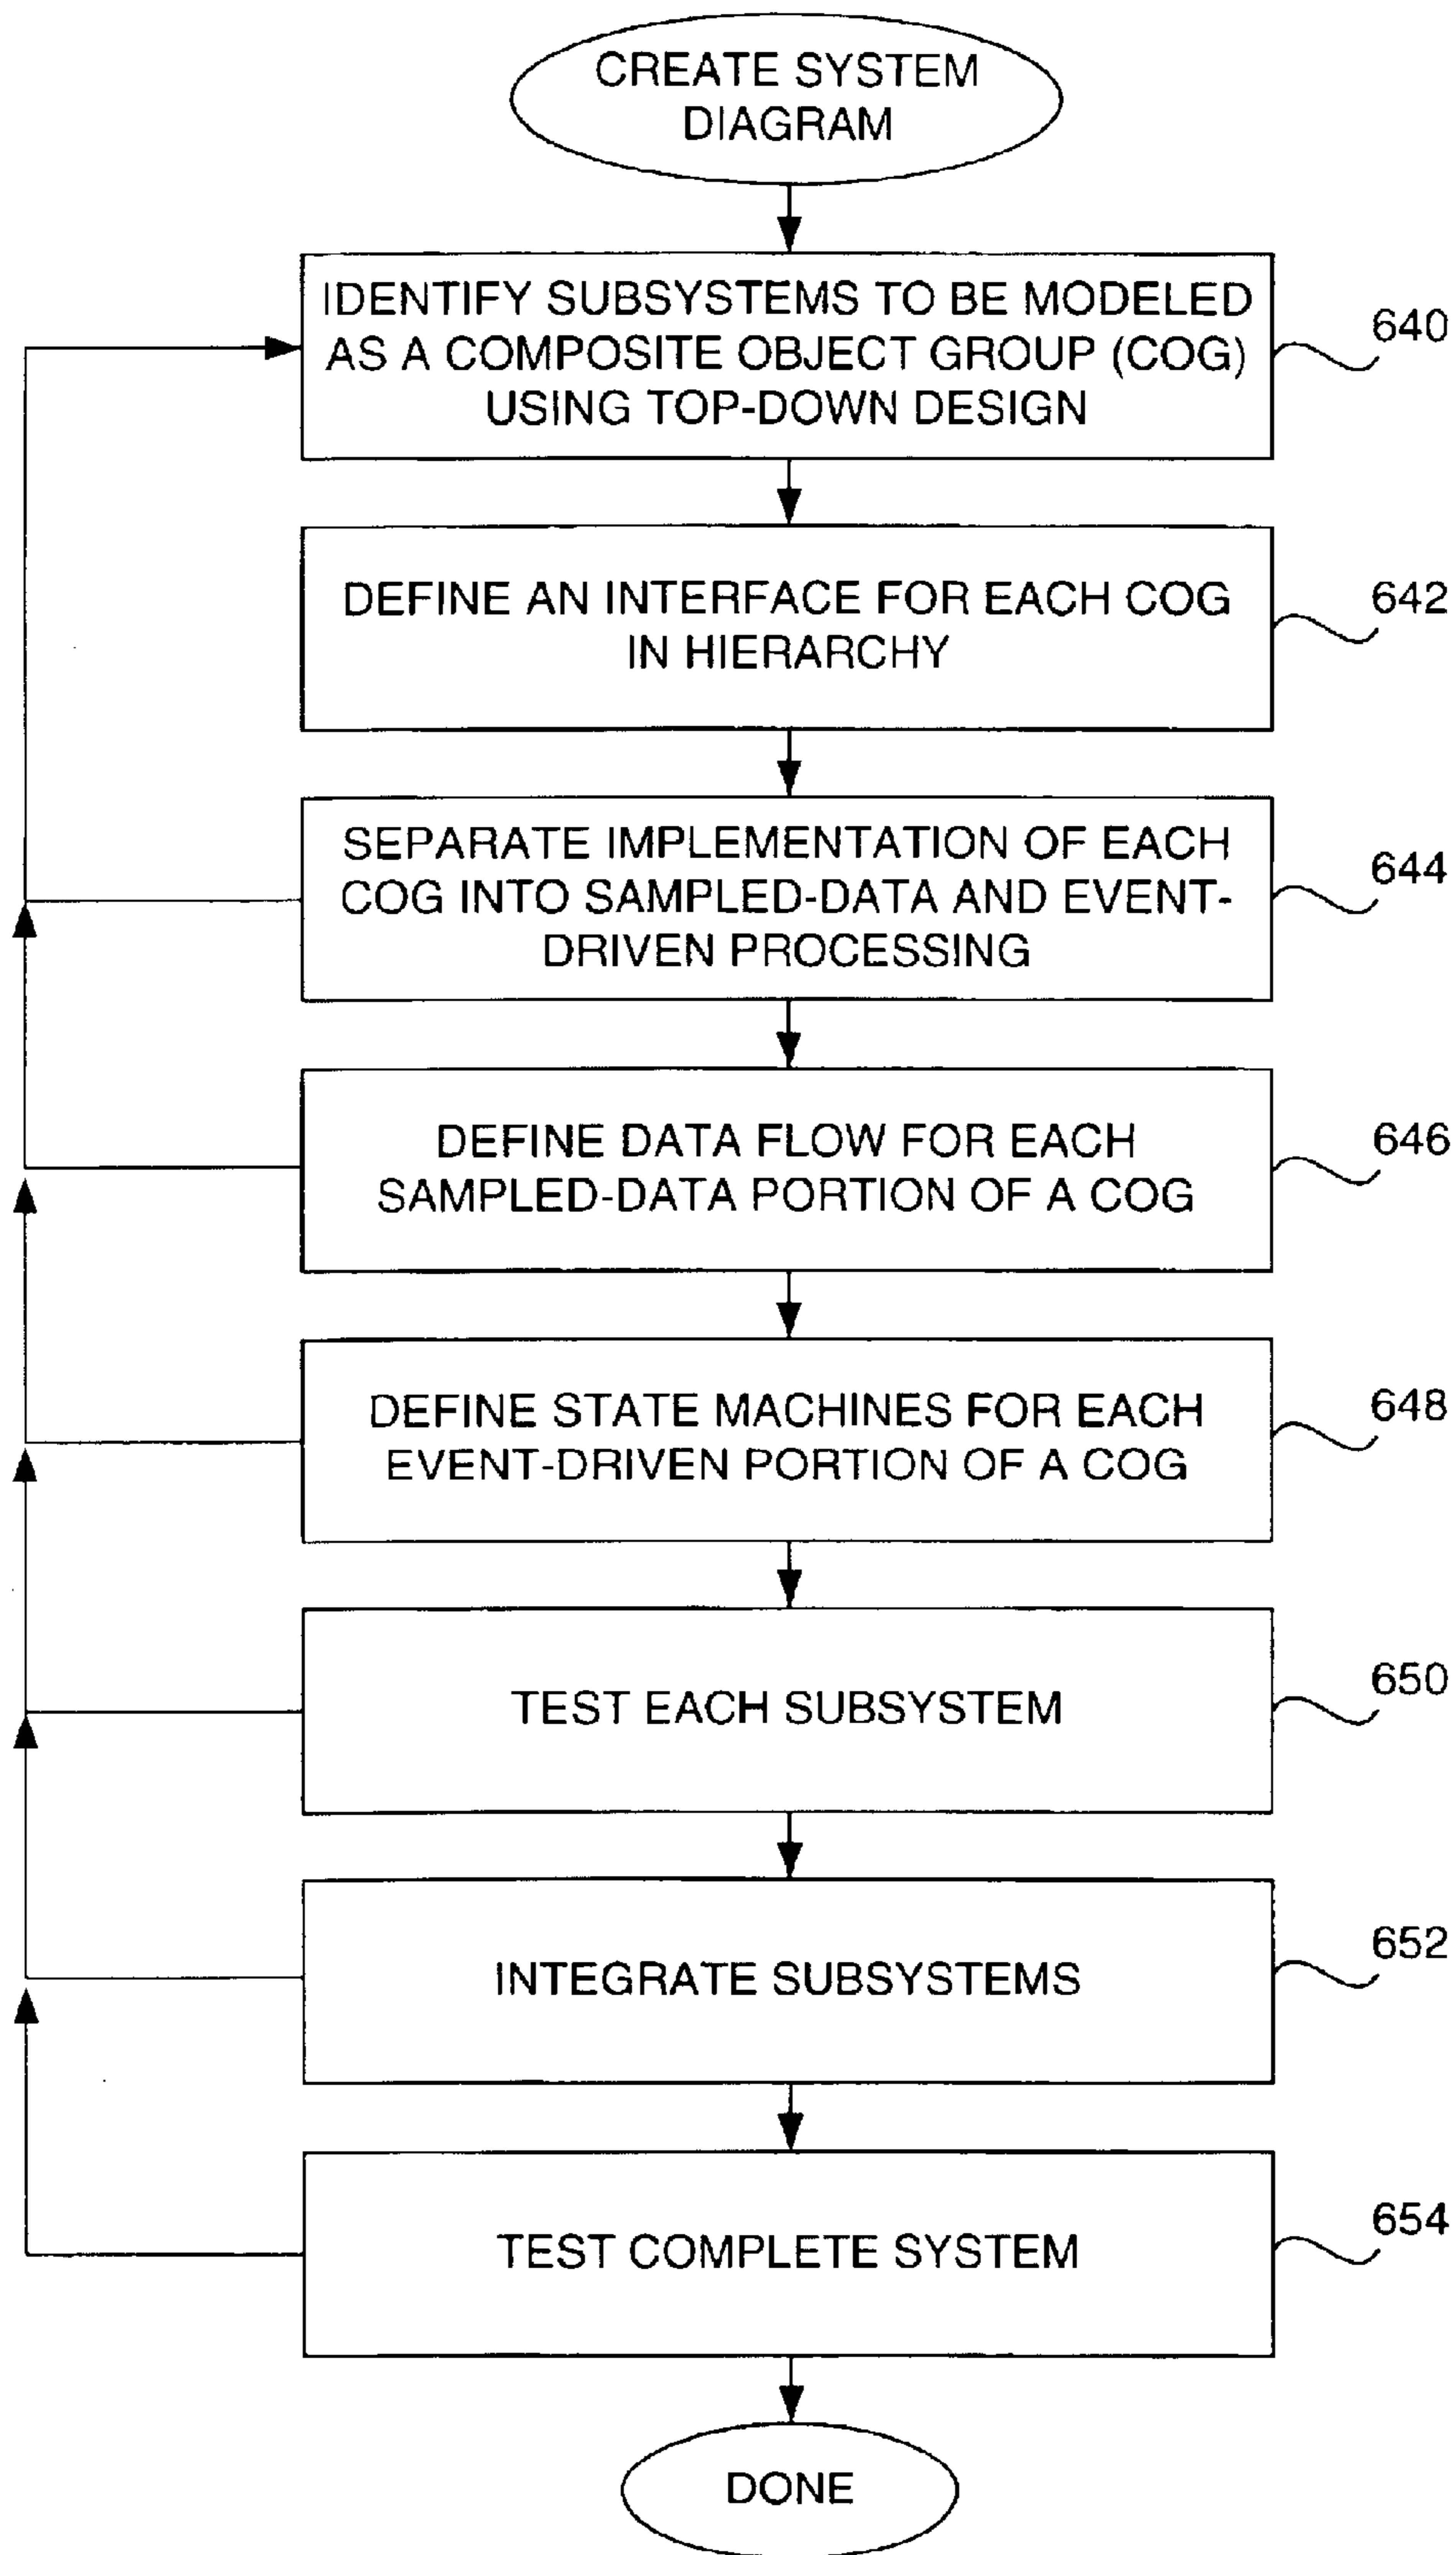 CREATE SYSTEM
DIAGRAM
IDENTIFY SUBSYSTEMS TO BE MODELED
AS A COMPOSITE OBJECT GROUP (COG)
USING TOP-DOWN DESIGN
640
DEFINE AN INTERFACE FOR EACH COG
IN HIERARCHY
642
SEPARATE IMPLEMENTATION OF EACH
COG INTO SAMPLED-DATA AND EVENT-
DRIVEN PROCESSING
644
DEFINE DATA FLOW FOR EACH
SAMPLED-DATA PORTION OF A COG
646
DEFINE STATE MACHINES FOR EACH
EVENT-DRIVEN PORTION OF A COG
648
TEST EACH SUBSYSTEM
650
INTEGRATE SUBSYSTEMS
652
TEST COMPLETE SYSTEM
654
DONE